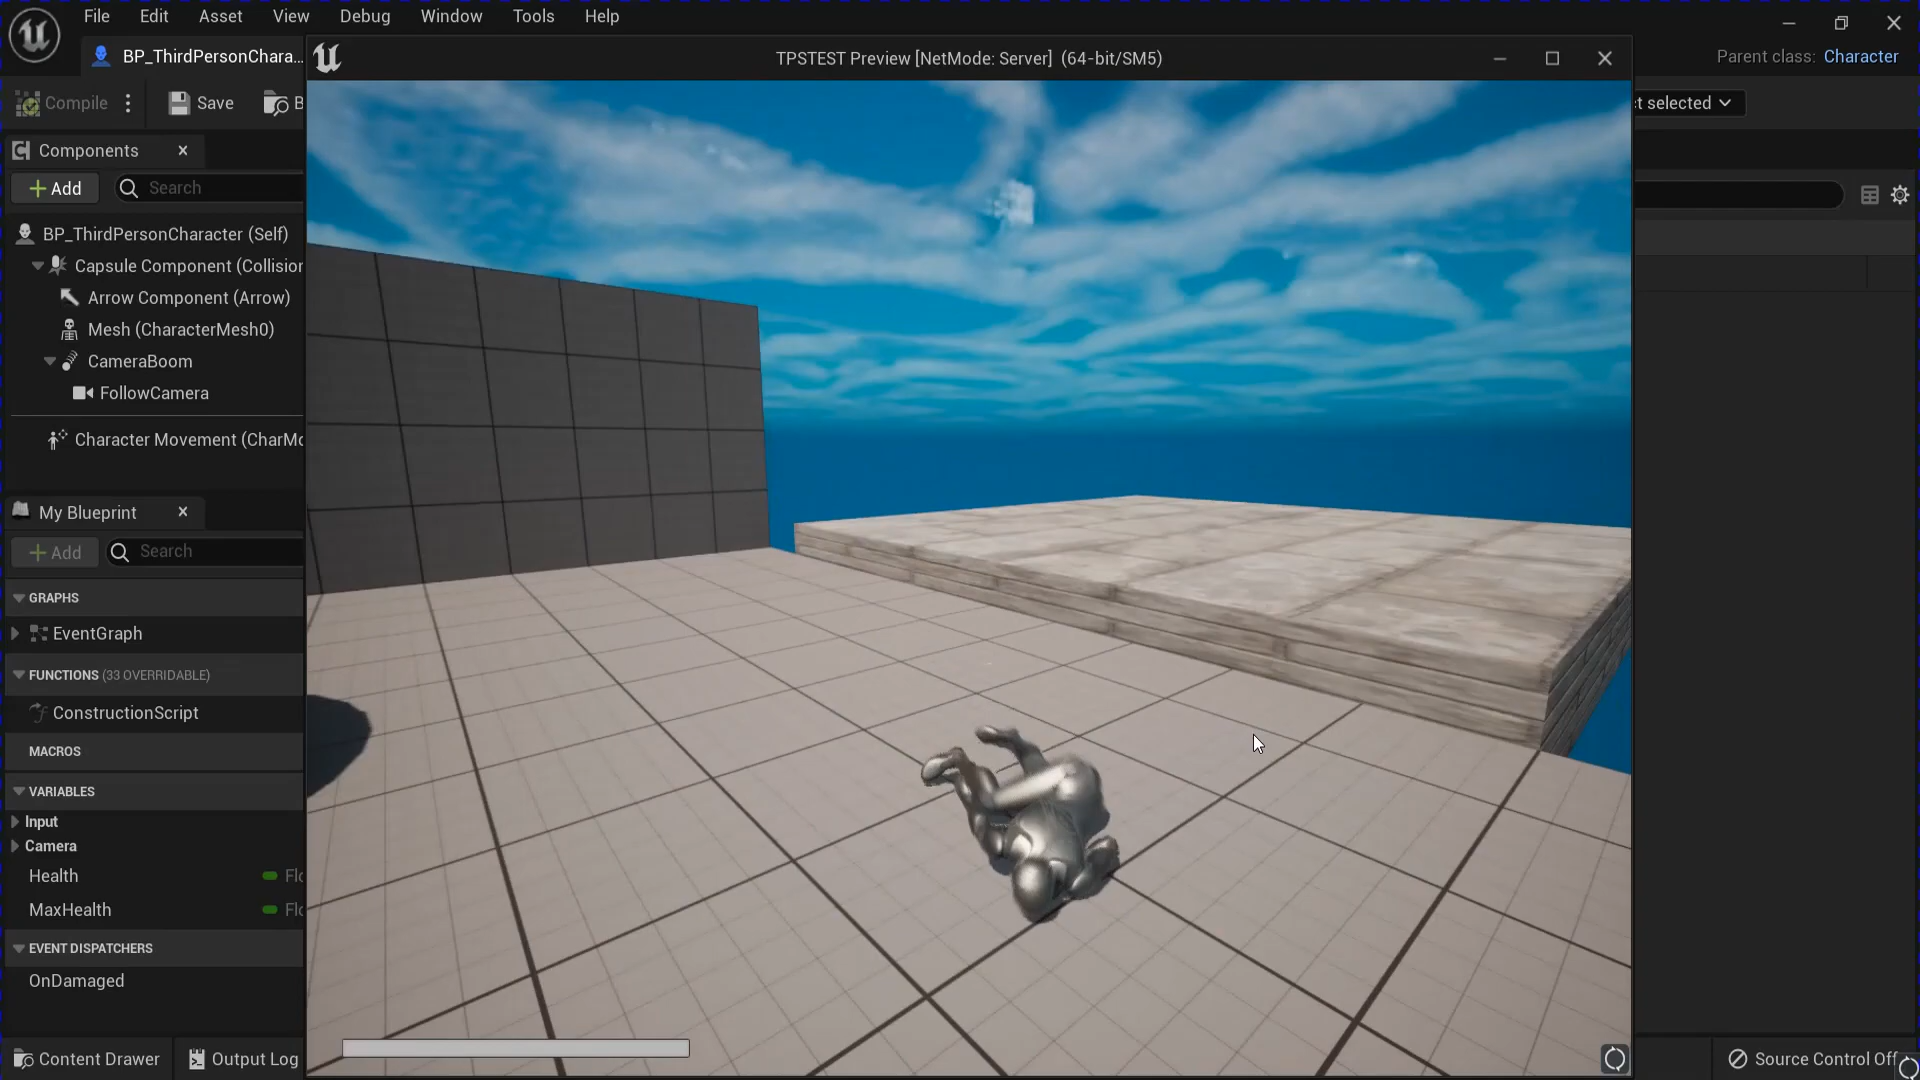 File Edit Asset View Debug Window Tools Help
BP_ThirdPersonChara...
TPSTEST Preview [NetMode: Server] (64-bit/SM5)
Parent class: Character
Compile
Save
B
t selected
Components
Add
Search
BP_ThirdPersonCharacter (Self)
Capsule Component (Collision
Arrow Component (Arrow)
Mesh (CharacterMesh0)
CameraBoom
FollowCamera
Character Movement (CharMo
My Blueprint
Add
Search
GRAPHS
EventGraph
FUNCTIONS (33 OVERRIDABLE)
ConstructionScript
MACROS
VARIABLES
Input
Camera
Health Flo
MaxHealth Flo
EVENT DISPATCHERS
OnDamaged
Content Drawer
Output Log
Source Control Off